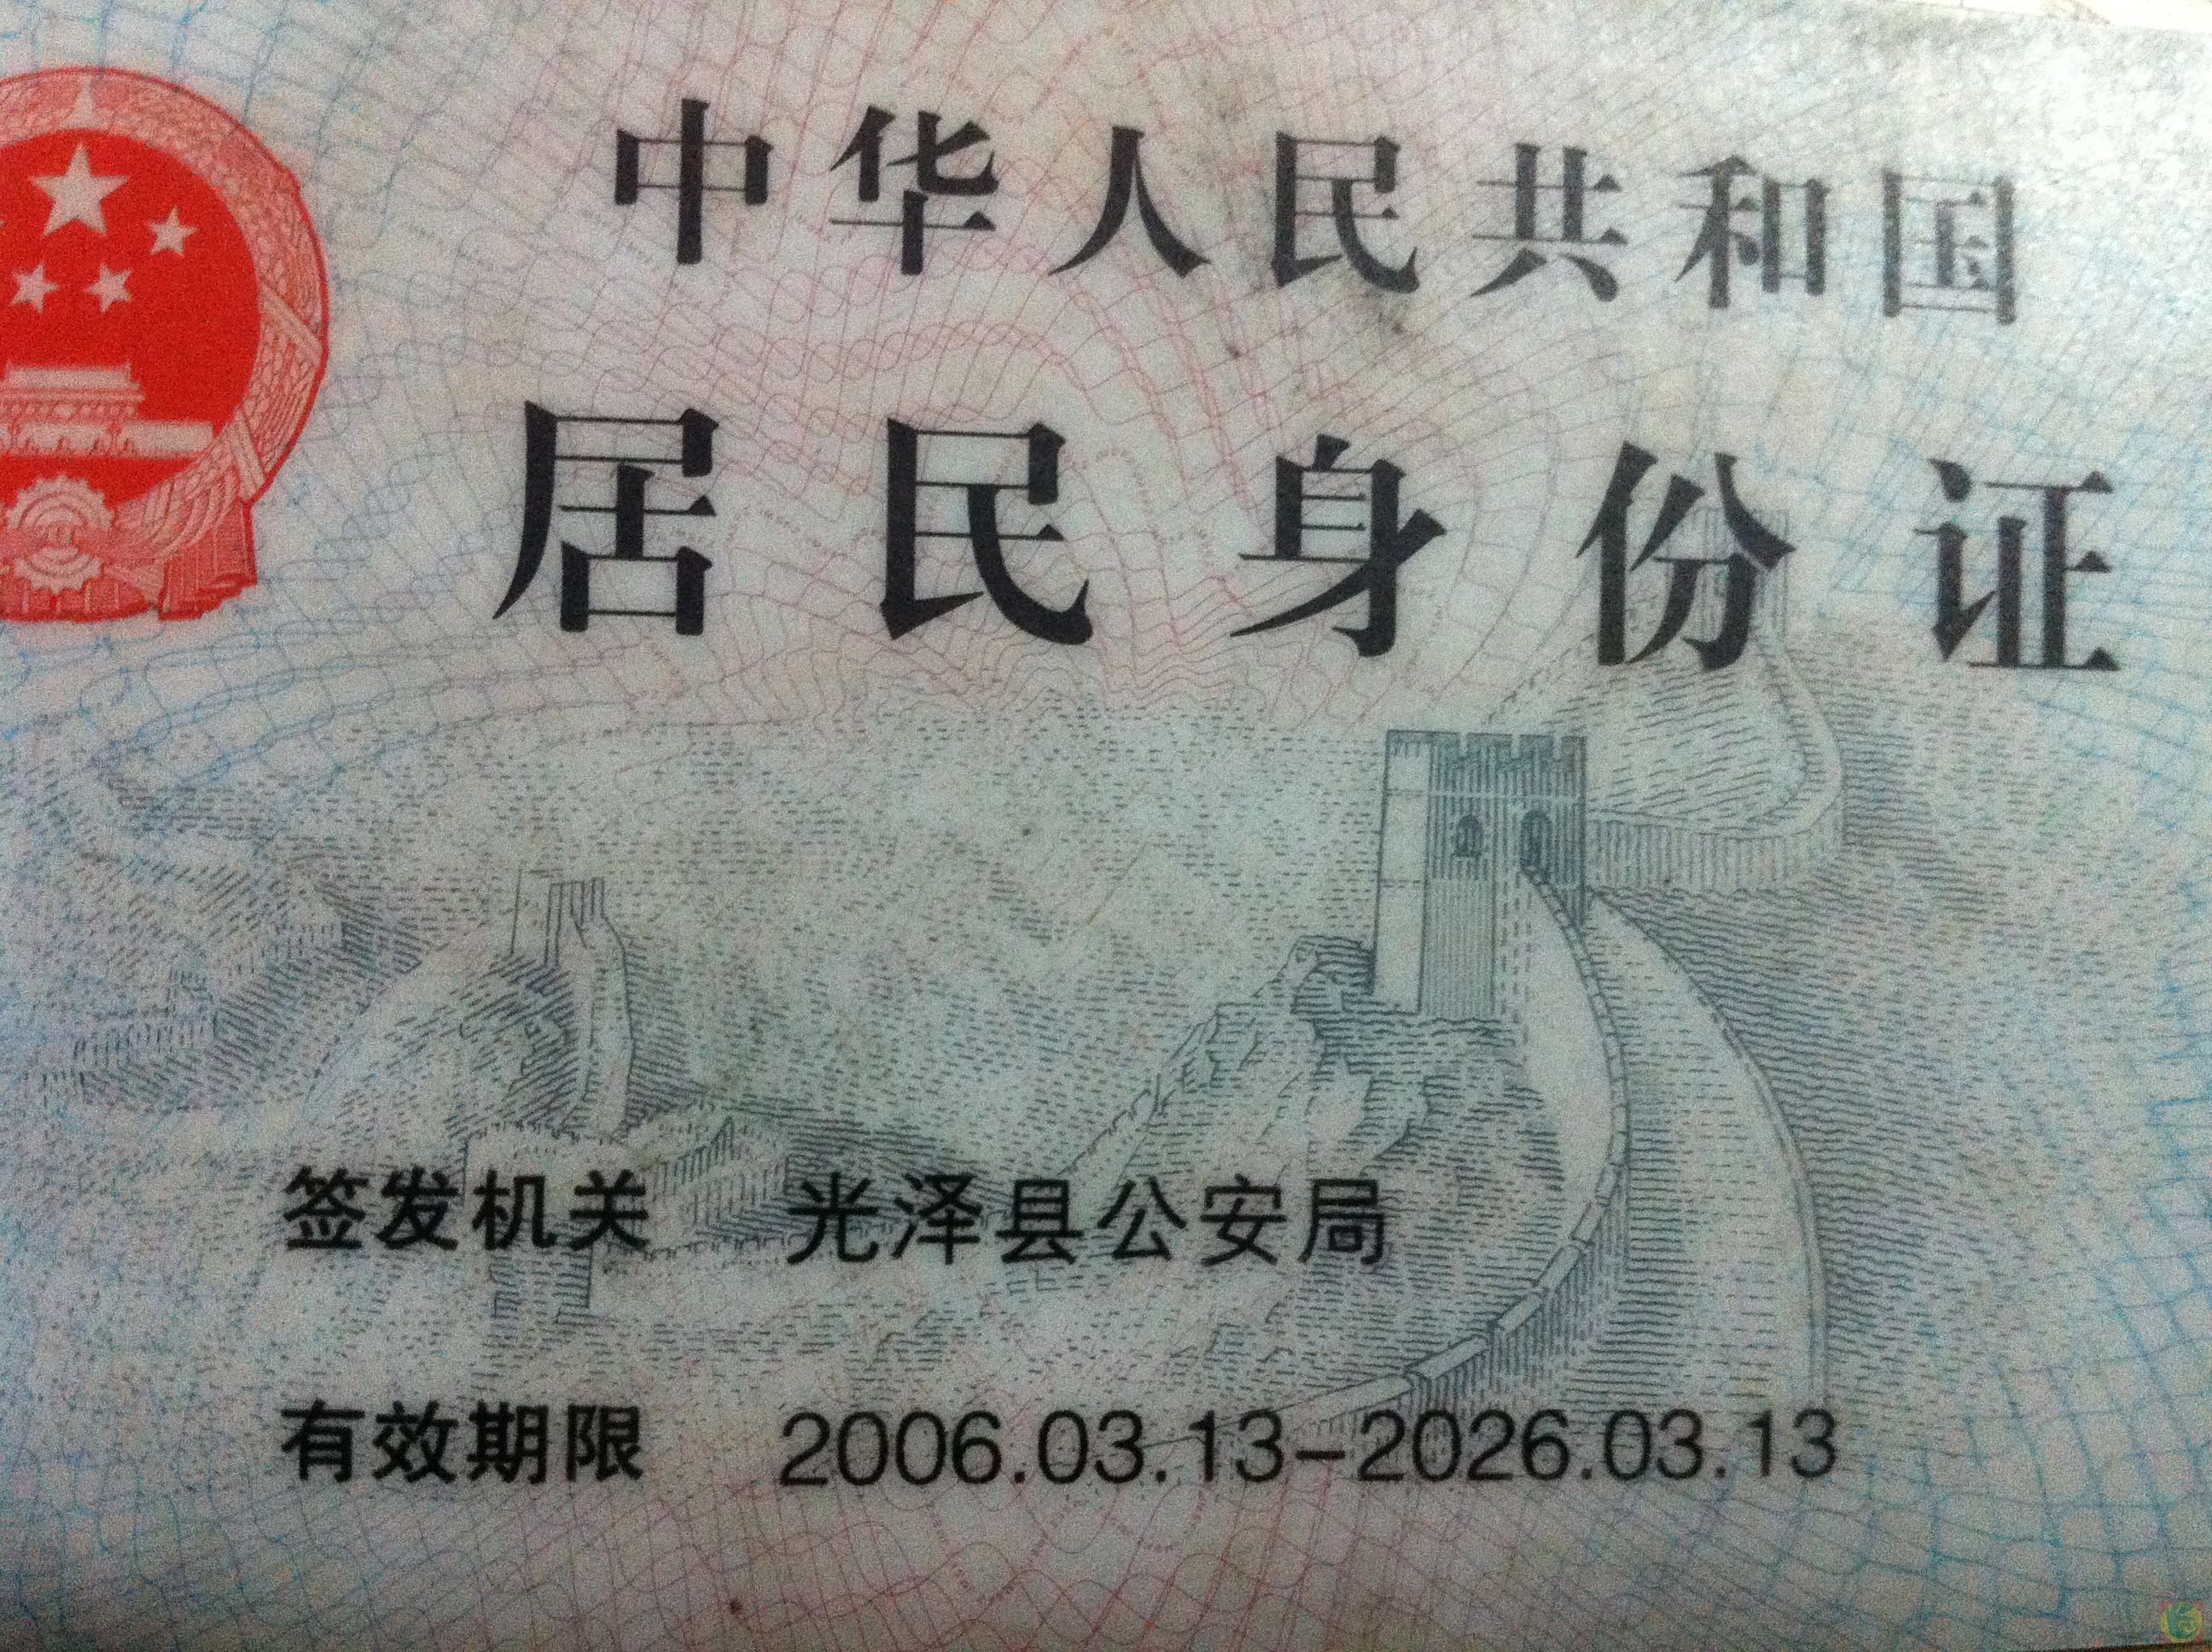 中华人民共和国
居民身份证
签发机关 光泽县公安局
有效期限 2006.03.13-2026.03.13